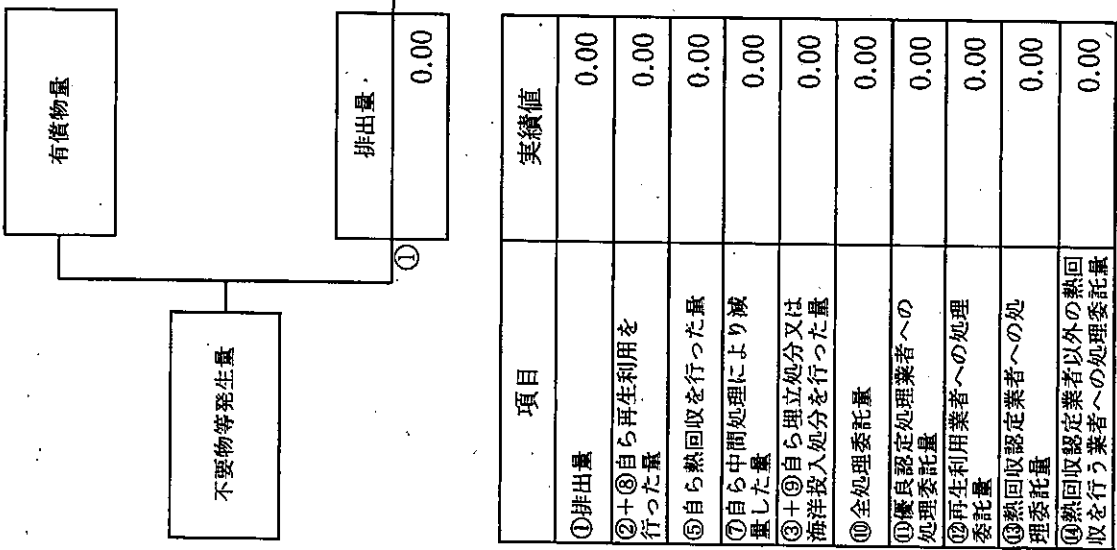 有償物量
不要物等発生量
排出量
①
0.00
項目
実績値
①排出量
0.00
②+⑧自ら再生利用を
行った量
0.00
⑤自ら熱回収を行った量
0.00
⑦自ら中間処理により減
量した量
0.00
③+⑨自ら埋立処分又は
海洋投入処分を行った量
0.00
⑩全処理委託量
0.00
⑪優良認定処理業者への
処理委託量
0.00
⑫再生利用業者への処理
委託量
0.00
⑬熱回収認定業者への処
理委託量
0.00
⑭熱回収認定業者以外の熱回
収を行う業者への処理委託量
0.00